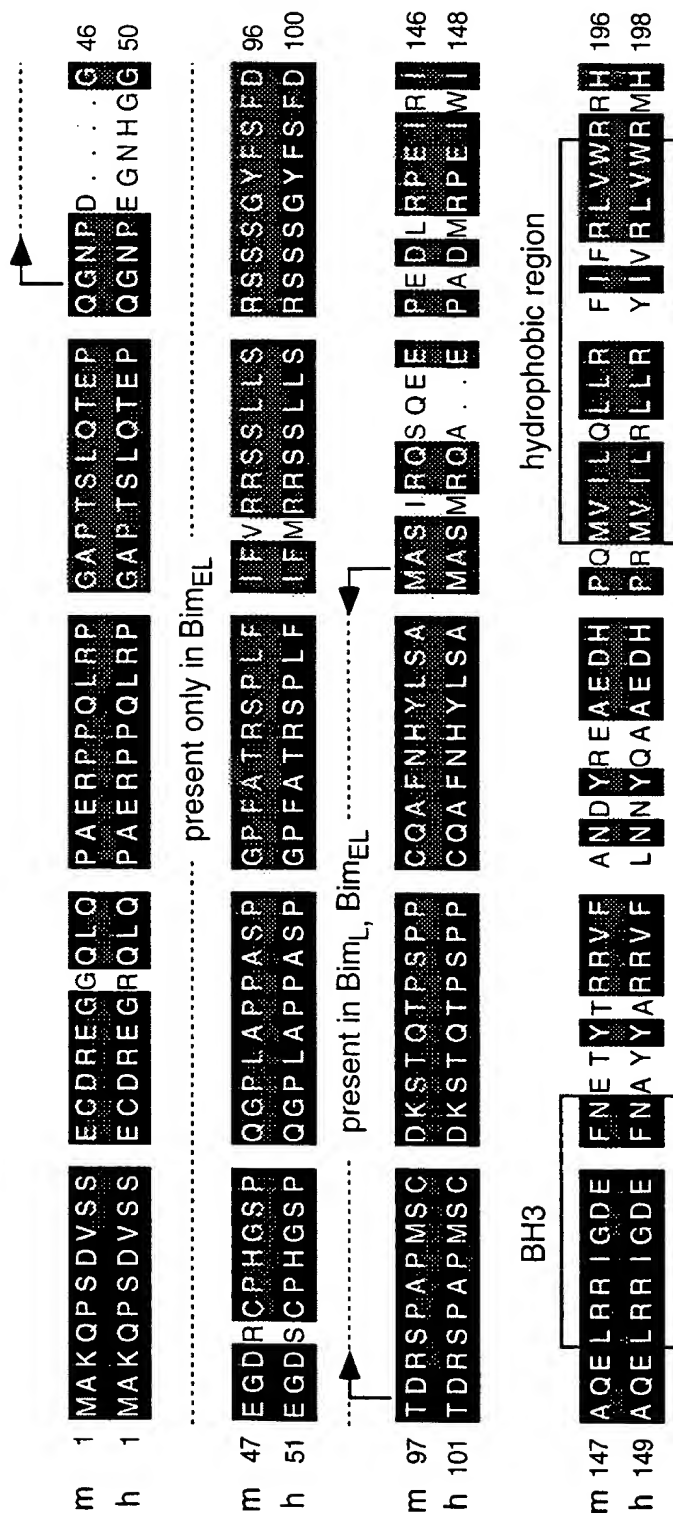 m 1 MAKQPSDVSS ECDREGGQLQ PAERPPQLRP GAPTSLQTEP QGNPD....G 46
h 1 MAKQPSDVSS ECDREGRQLQ PAERPPQLRP GAPTSLQTEP QGNPEGNHGG 50
present only in BimEL
m 47 EGDRCPHGSP QGPLAPPASP GPFATRSPLF IFVRRSSLLS RSSSGYFSFD 96
h 51 EGDSCPHGSP QGPLAPPASP GPFATRSPLF IFMRRSSLLS RSSSGYFSFD 100
present in BimL, BimEL
m 97 TDRSPAPMSC DKSTQTPSPP CQAFNHYLSA MASIRQSQEE PEDLRPEIRI 146
h 101 TDRSPAPMSC DKSTQTPSPP CQAFNHYLSA MASMRQA..E PADMRPEIWI 148
BH3 hydrophobic region
m 147 AQELRRIGDE FNETYTRRVF ANDYREAEDH PQMVILQLLR FIFRLVWRRH 196
h 149 AQELRRIGDE FNAYYARRVF LNNYQAAEDH PRMVILRLLR YIVRLVWRMH 198